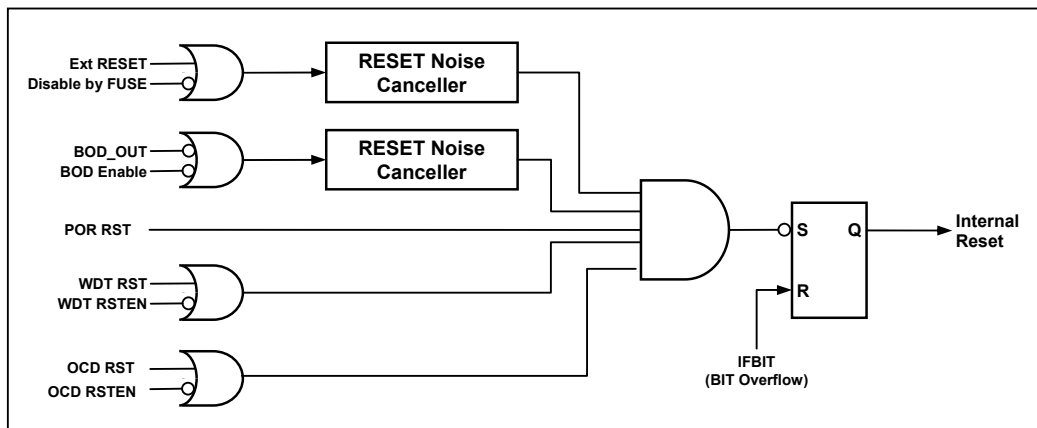 Ext RESET
Disable by FUSE
RESET Noise
Canceller
BOD_OUT
BOD Enable
RESET Noise
Canceller
POR RST
S
Q
Internal
Reset
WDT RST
WDT RSTEN
R
OCD RST
OCD RSTEN
IFBIT
(BIT Overflow)